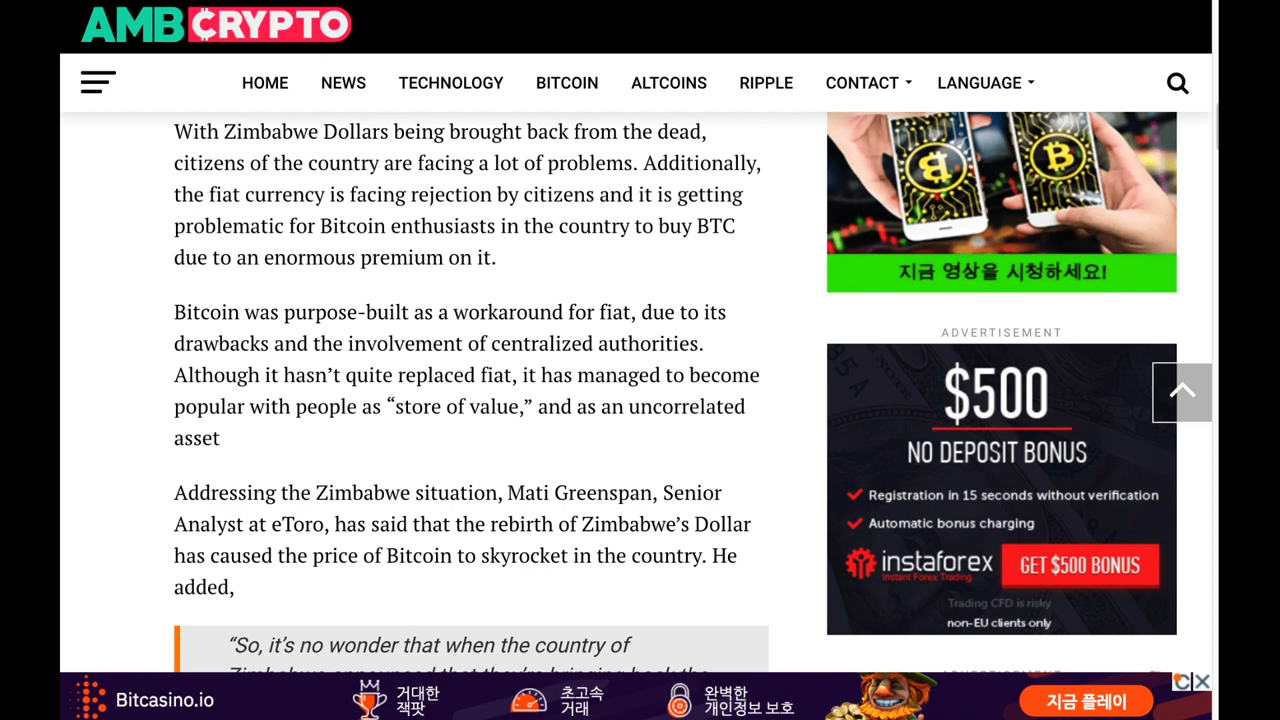 AMBCRYPTO
HOME NEWS TECHNOLOGY BITCOIN ALTCOINS RIPPLE CONTACT LANGUAGE
With Zimbabwe Dollars being brought back from the dead,
citizens of the country are facing a lot of problems. Additionally,
the fiat currency is facing rejection by citizens and it is getting
problematic for Bitcoin enthusiasts in the country to buy BTC
due to an enormous premium on it.
Bitcoin was purpose-built as a workaround for fiat, due to its
drawbacks and the involvement of centralized authorities.
Although it hasn’t quite replaced fiat, it has managed to become
popular with people as “store of value,” and as an uncorrelated
asset
Addressing the Zimbabwe situation, Mati Greenspan, Senior
Analyst at eToro, has said that the rebirth of Zimbabwe’s Dollar
has caused the price of Bitcoin to skyrocket in the country. He
added,
“So, it’s no wonder that when the country of
지금 영상을 시청하세요!
ADVERTISEMENT
$500
NO DEPOSIT BONUS
Registration in 15 seconds without verification
Automatic bonus charging
instaforex
Instant Forex Trading
GET $500 BONUS
Trading CFD is risky
non-EU clients only
Bitcasino.io
거대한
잭팟
초고속
거래
완벽한
개인정보 보호
지금 플레이